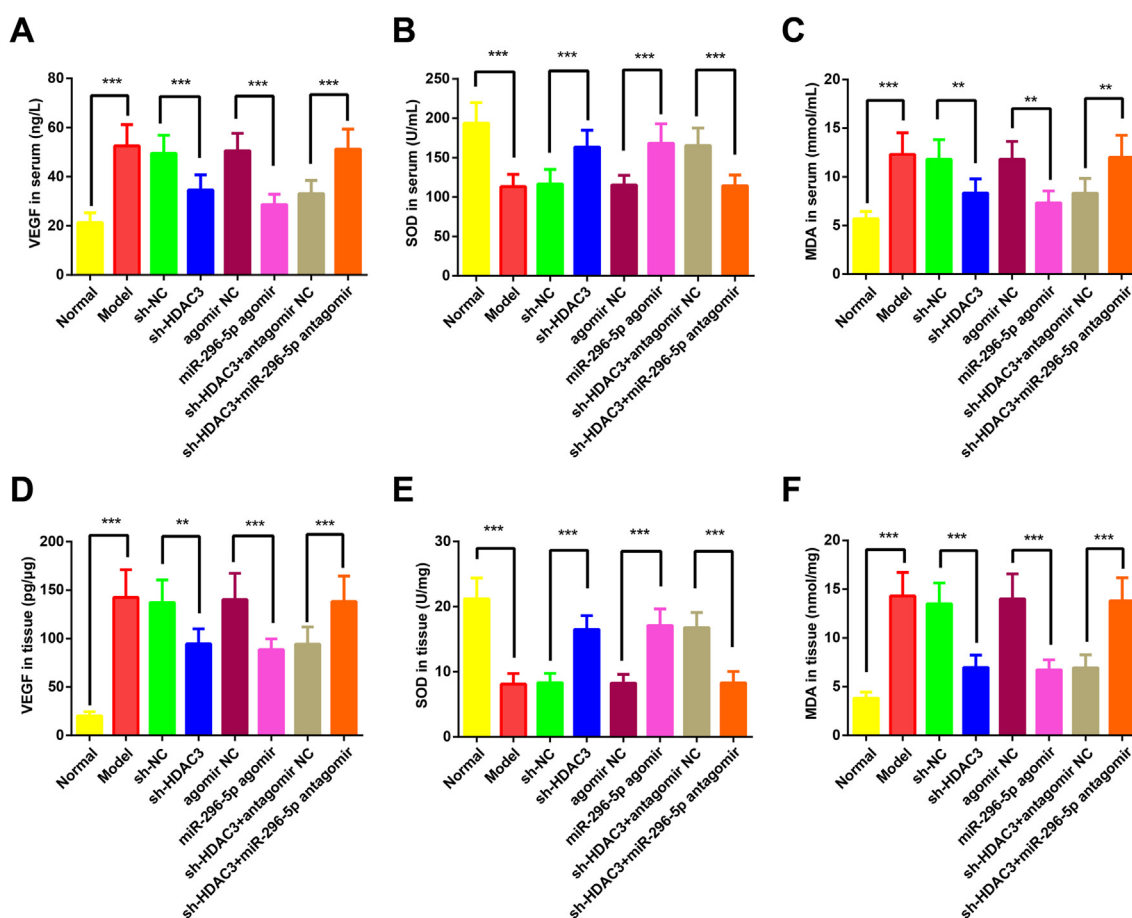 A
VEGF in serum (ng/L)
80
60
40
20
0
*** *** *** ***
Normal
Model
sh-NC
sh-HDAC3
agomir NC
miR-296-5p agomir
sh-HDAC3+antagomir NC
sh-HDAC3+miR-296-5p antagomir
B
SOD in serum (U/mL)
250
200
150
100
50
0
*** *** *** ***
Normal
Model
sh-NC
sh-HDAC3
agomir NC
miR-296-5p agomir
sh-HDAC3+antagomir NC
sh-HDAC3+miR-296-5p antagomir
C
MDA in serum (mmol/mL)
20
15
10
5
0
*** ** ** **
Normal
Model
sh-NC
sh-HDAC3
agomir NC
miR-296-5p agomir
sh-HDAC3+antagomir NC
sh-HDAC3+miR-296-5p antagomir
D
VEGF in tissue (pg/μg)
200
150
100
50
0
*** ** *** ***
Normal
Model
sh-NC
sh-HDAC3
agomir NC
miR-296-5p agomir
sh-HDAC3+antagomir NC
sh-HDAC3+miR-296-5p antagomir
E
SOD in tissue (U/mg)
30
20
10
0
*** *** *** ***
Normal
Model
sh-NC
sh-HDAC3
agomir NC
miR-296-5p agomir
sh-HDAC3+antagomir NC
sh-HDAC3+miR-296-5p antagomir
F
MDA in tissue (nmol/mg)
20
15
10
5
0
*** *** *** ***
Normal
Model
sh-NC
sh-HDAC3
agomir NC
miR-296-5p agomir
sh-HDAC3+antagomir NC
sh-HDAC3+miR-296-5p antagomir